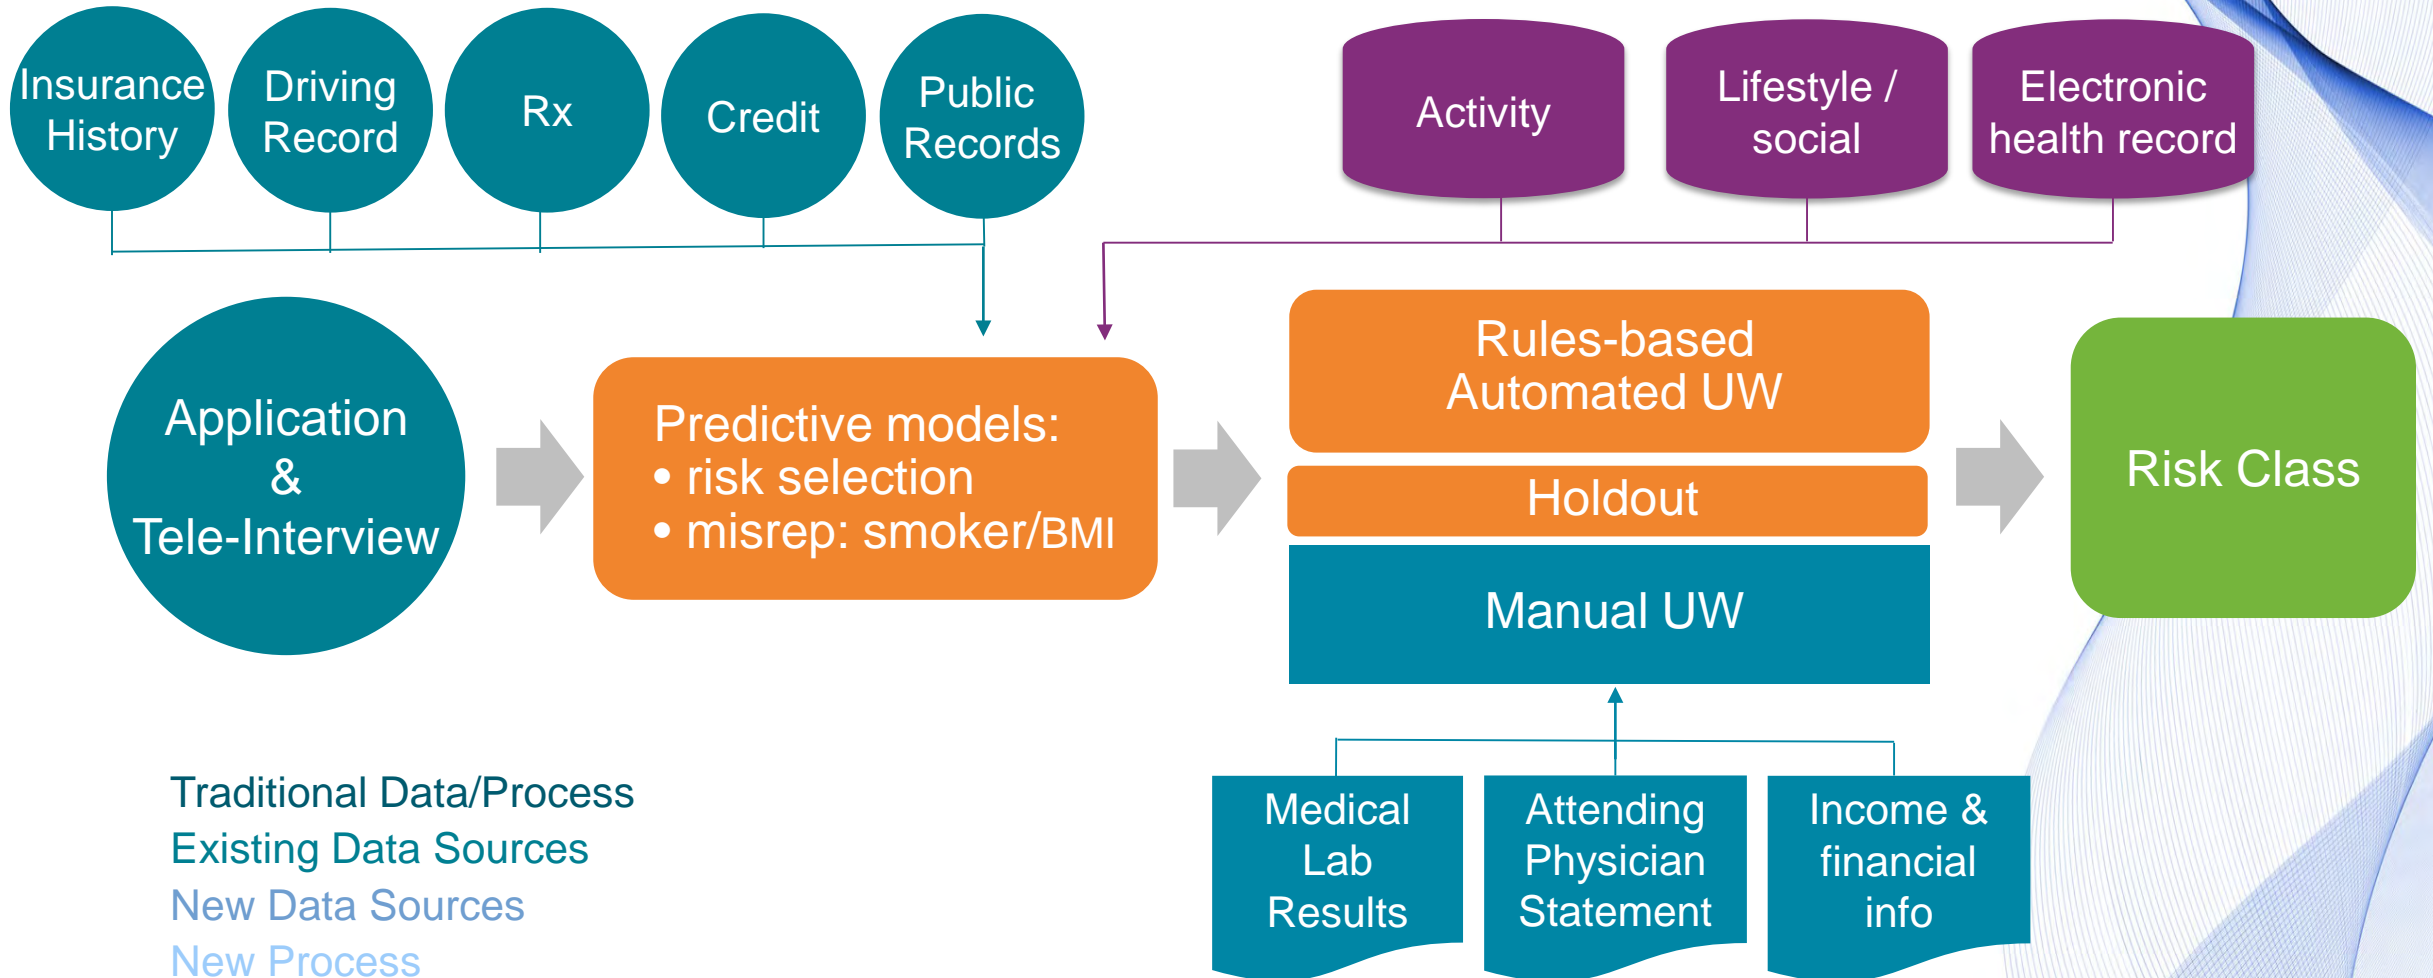 Insurance
History
Driving
Record
Rx
Credit
Public
Records
Activity
Lifestyle /
social
Electronic
health record
Application
&
Tele-Interview
Predictive models:
• risk selection
• misrep: smoker/BMI
Rules-based
Automated UW
Holdout
Manual UW
Risk Class
Medical
Lab
Results
Attending
Physician
Statement
Income &
financial
info
Traditional Data/Process
Existing Data Sources
New Data Sources
New Process